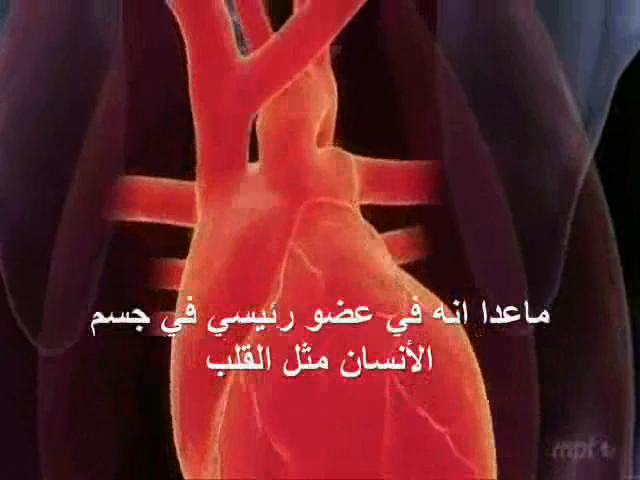 ماعدا انه في عضو رئيسي في جسم
الأنسان مثل القلب